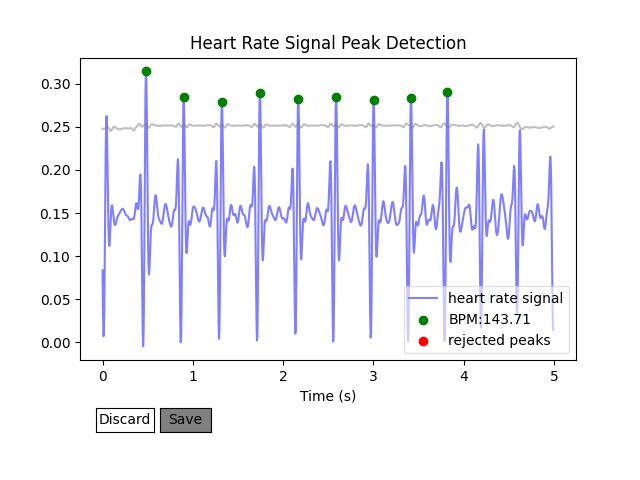 Heart Rate Signal Peak Detection
0.30
0.25
0.20
0.15
0.10
0.05
0.00
heart rate signal
BPM:143.71
rejected peaks
0 1 2 3 4 5
Time (s)
Discard Save